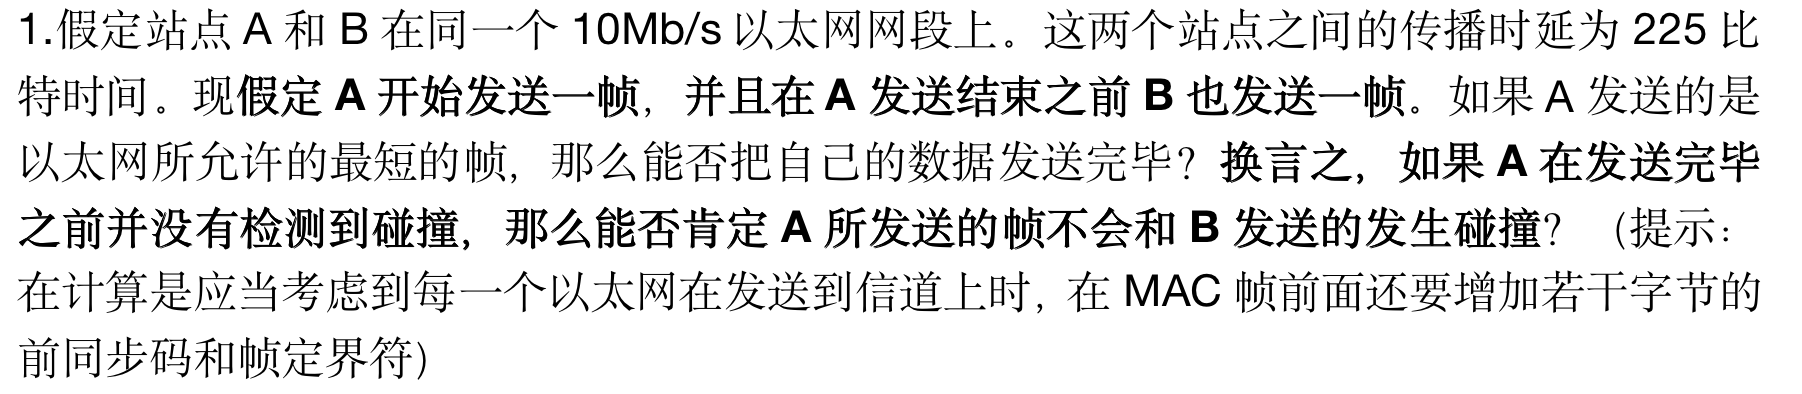 1.假定站点 A 和 B 在同一个 10Mb/s 以太网网段上。这两个站点之间的传播时延为 225 比
特时间。现假定 A 开始发送一帧，并且在 A 发送结束之前 B 也发送一帧。如果 A 发送的是
以太网所允许的最短的帧，那么能否把自己的数据发送完毕？换言之，如果 A 在发送完毕
之前并没有检测到碰撞，那么能否肯定 A 所发送的帧不会和 B 发送的发生碰撞？（提示：
在计算是应当考虑到每一个以太网在发送到信道上时，在 MAC 帧前面还要增加若干字节的
前同步码和帧定界符）